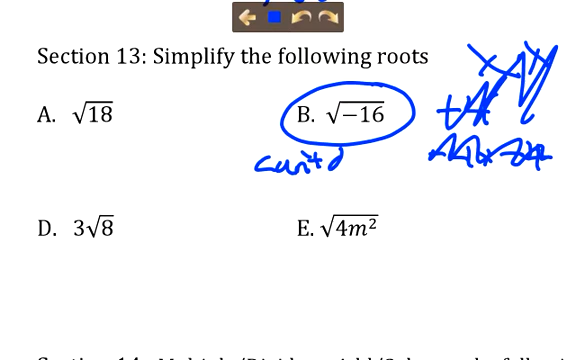 Section 13: Simplify the following roots
A. √18 B. √−16
can't d
D. 3√8 E. √4m²